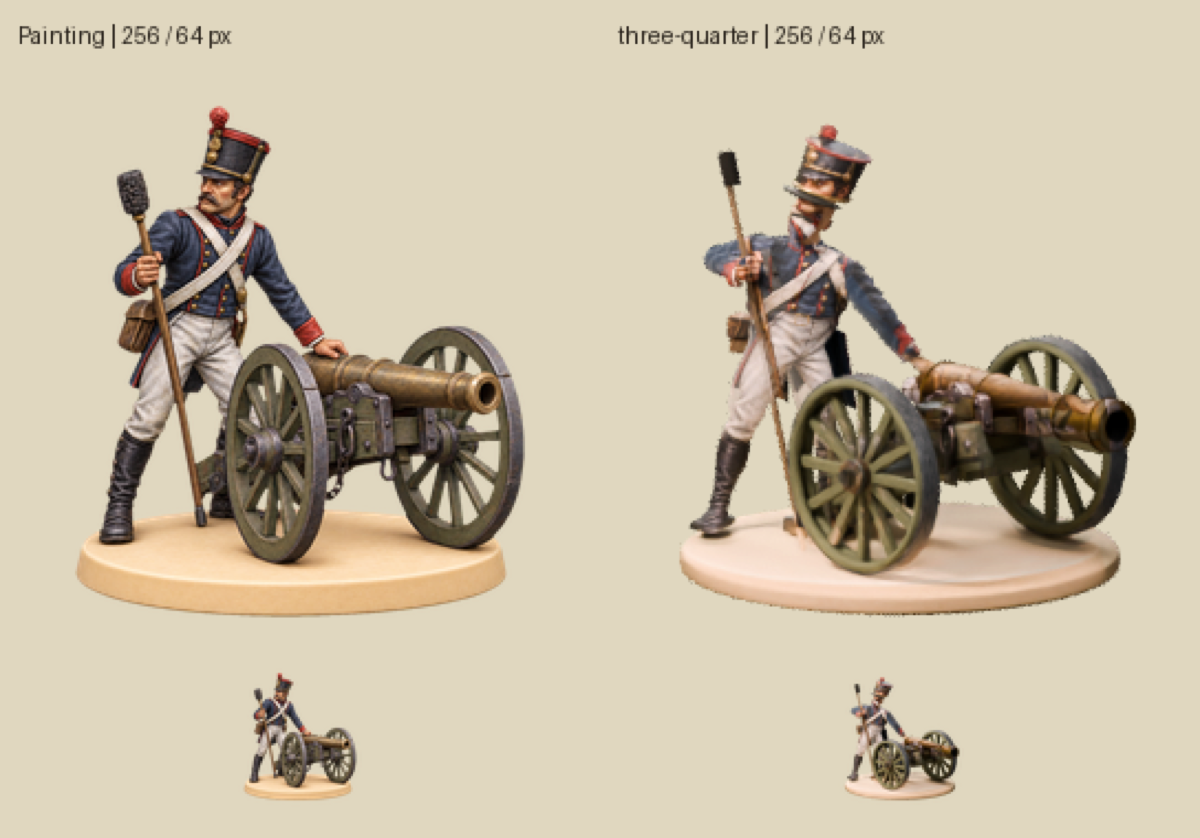 Painting | 256 / 64 px
three-quarter | 256 / 64 px